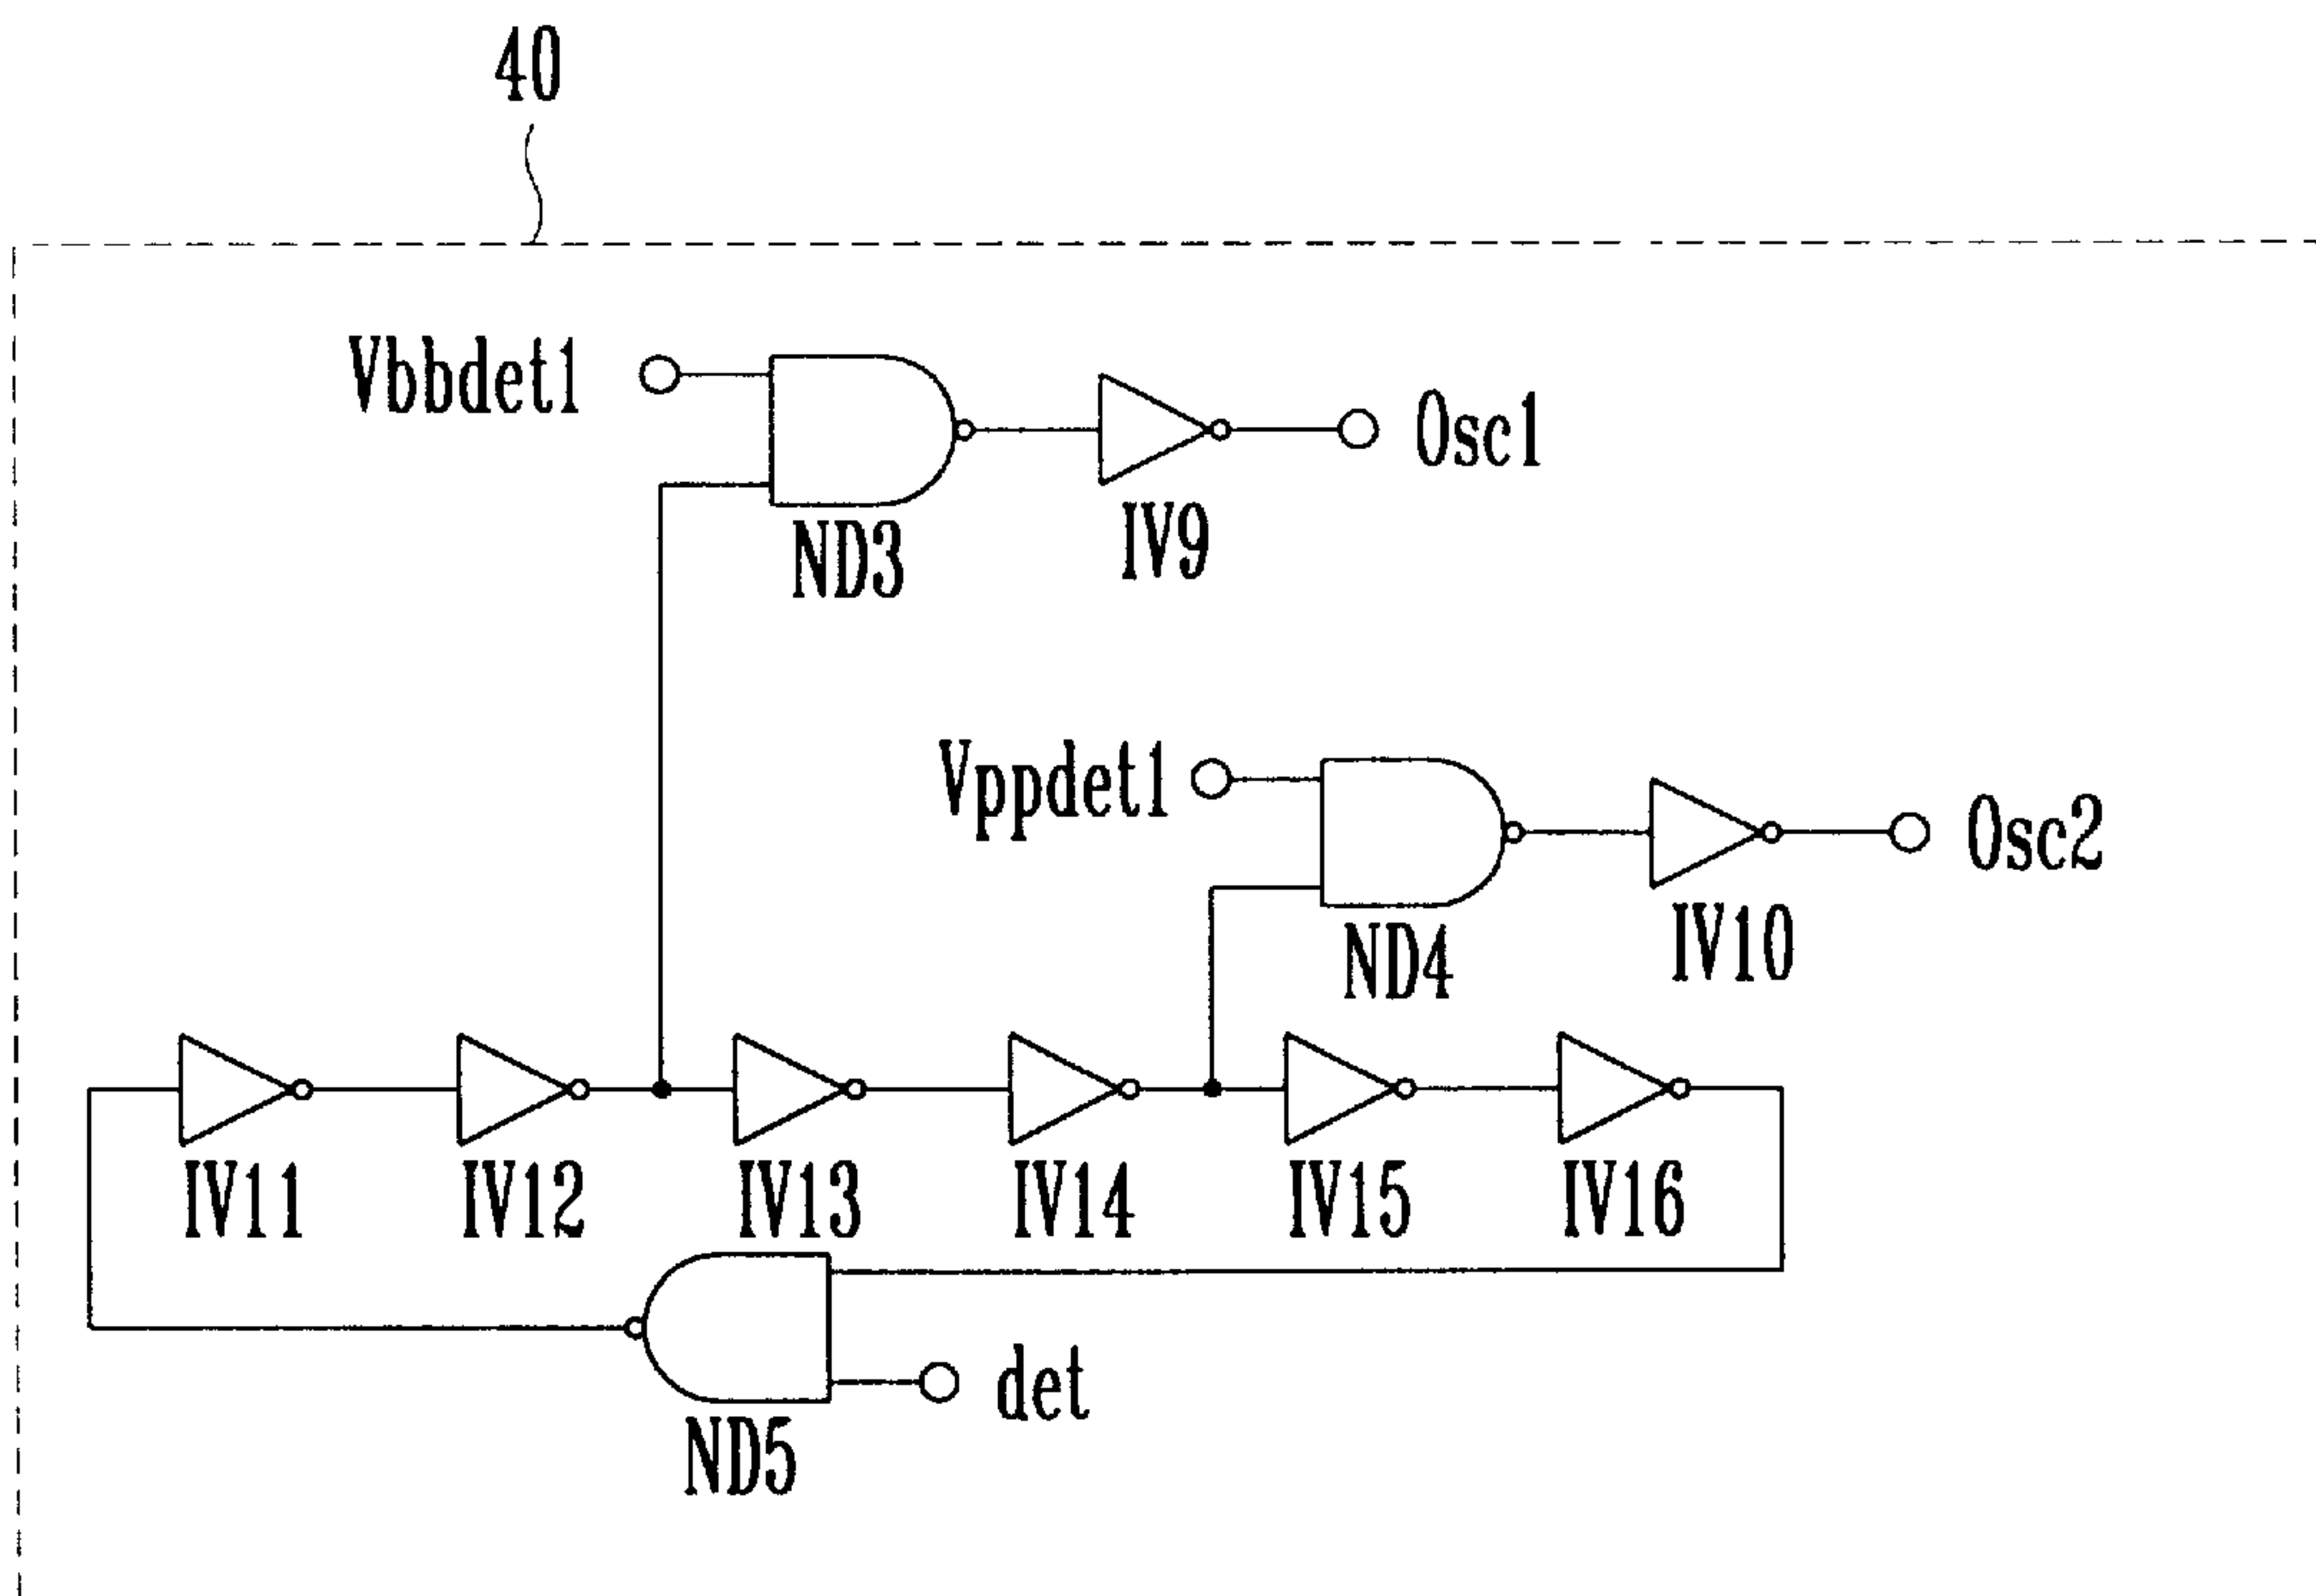 40
Vbbdet1
Osc1
ND3
IV9
Vppdet1
Osc2
ND4
IV10
IV11
IV12
IV13
IV14
IV15
IV16
det
ND5